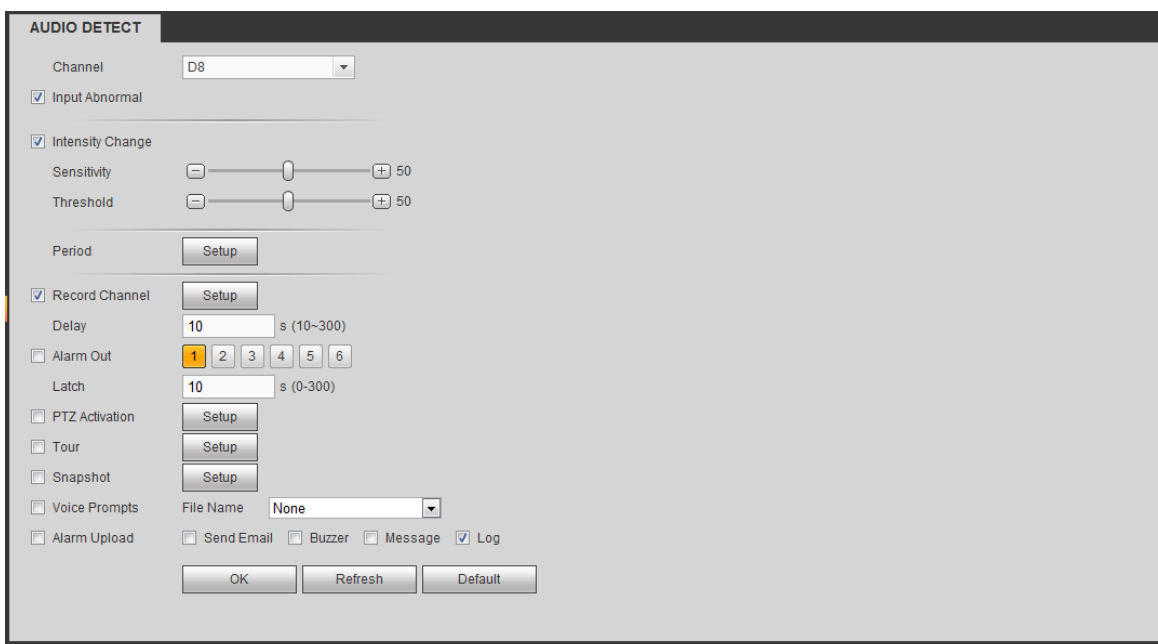 AUDIO DETECT
Channel D8
Input Abnormal
Intensity Change
Sensitivity 50
Threshold 50
Period Setup
Record Channel Setup
Delay 10 s (10~300)
Alarm Out 1 2 3 4 5 6
Latch 10 s (0-300)
PTZ Activation Setup
Tour Setup
Snapshot Setup
Voice Prompts File Name None
Alarm Upload Send Email Buzzer Message Log
OK Refresh Default